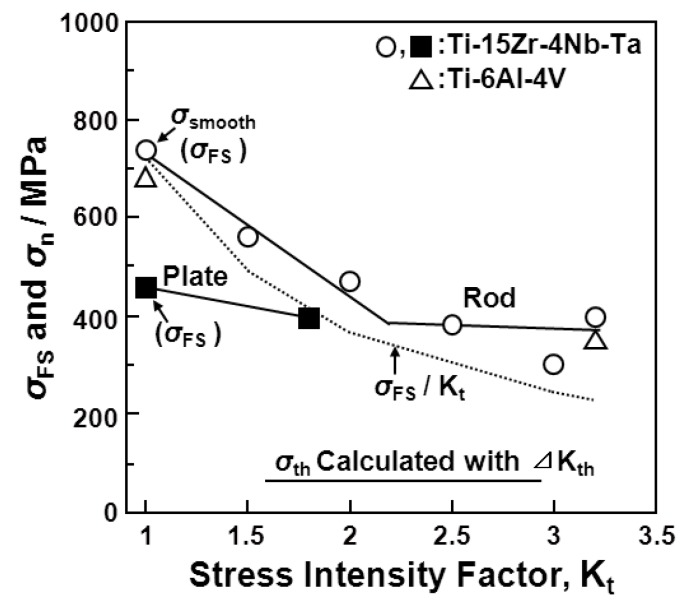 1000
800
600
400
200
0
σFS and σn / MPa
○,■:Ti-15Zr-4Nb-Ta
△:Ti-6Al-4V
σsmooth
(σFS)
Plate
(σFS)
Rod
σFS / Kt
σth Calculated with ⊿Kth
1 1.5 2 2.5 3 3.5
Stress Intensity Factor, Kt